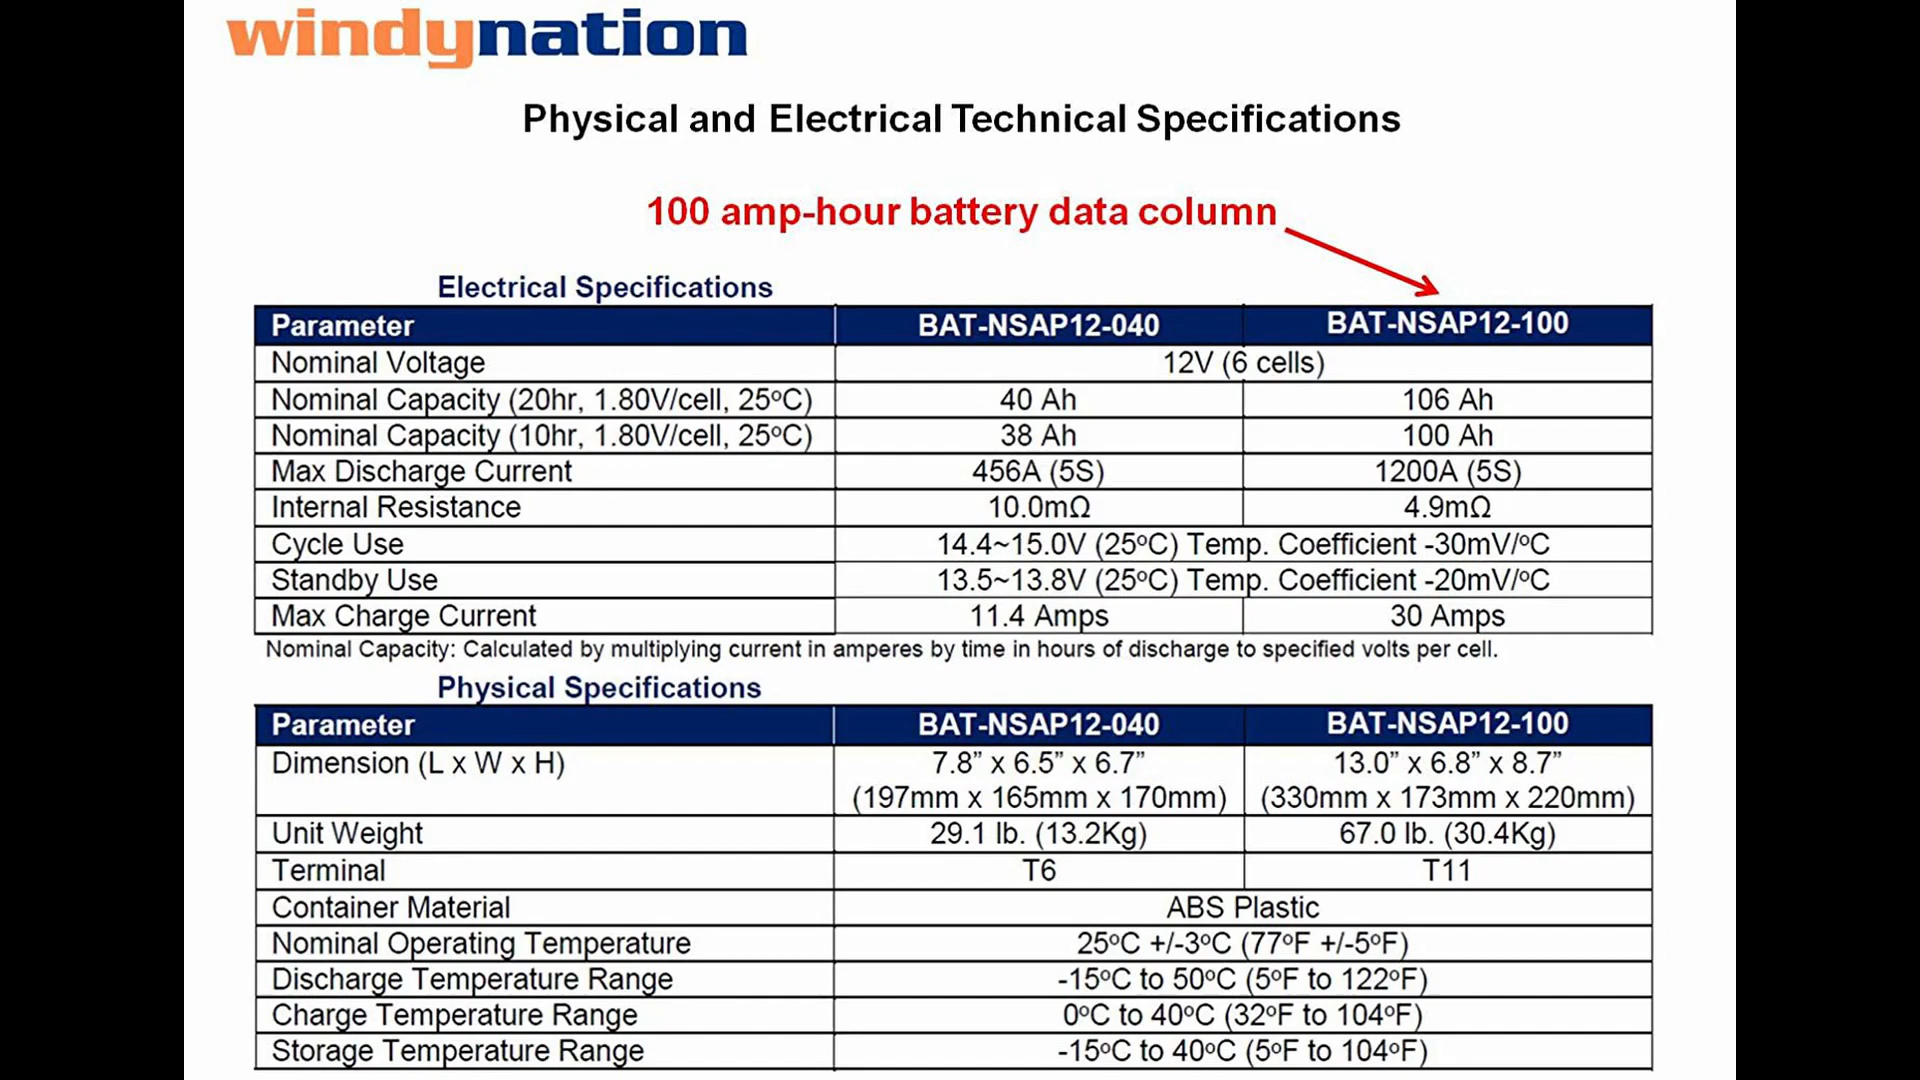 windynation
Physical and Electrical Technical Specifications
100 amp-hour battery data column
Electrical Specifications
Parameter BAT-NSAP12-040 BAT-NSAP12-100
Nominal Voltage 12V (6 cells)
Nominal Capacity (20hr, 1.80V/cell, 25ºC) 40 Ah 106 Ah
Nominal Capacity (10hr, 1.80V/cell, 25ºC) 38 Ah 100 Ah
Max Discharge Current 456A (5S) 1200A (5S)
Internal Resistance 10.0mΩ 4.9mΩ
Cycle Use 14.4~15.0V (25ºC) Temp. Coefficient -30mV/ºC
Standby Use 13.5~13.8V (25ºC) Temp. Coefficient -20mV/ºC
Max Charge Current 11.4 Amps 30 Amps
Nominal Capacity: Calculated by multiplying current in amperes by time in hours of discharge to specified volts per cell.
Physical Specifications
Parameter BAT-NSAP12-040 BAT-NSAP12-100
Dimension (L x W x H) 7.8” x 6.5” x 6.7” 13.0” x 6.8” x 8.7”
(197mm x 165mm x 170mm) (330mm x 173mm x 220mm)
Unit Weight 29.1 lb. (13.2Kg) 67.0 lb. (30.4Kg)
Terminal T6 T11
Container Material ABS Plastic
Nominal Operating Temperature 25ºC +/-3ºC (77ºF +/-5ºF)
Discharge Temperature Range -15ºC to 50ºC (5ºF to 122ºF)
Charge Temperature Range 0ºC to 40ºC (32ºF to 104ºF)
Storage Temperature Range -15ºC to 40ºC (5ºF to 104ºF)